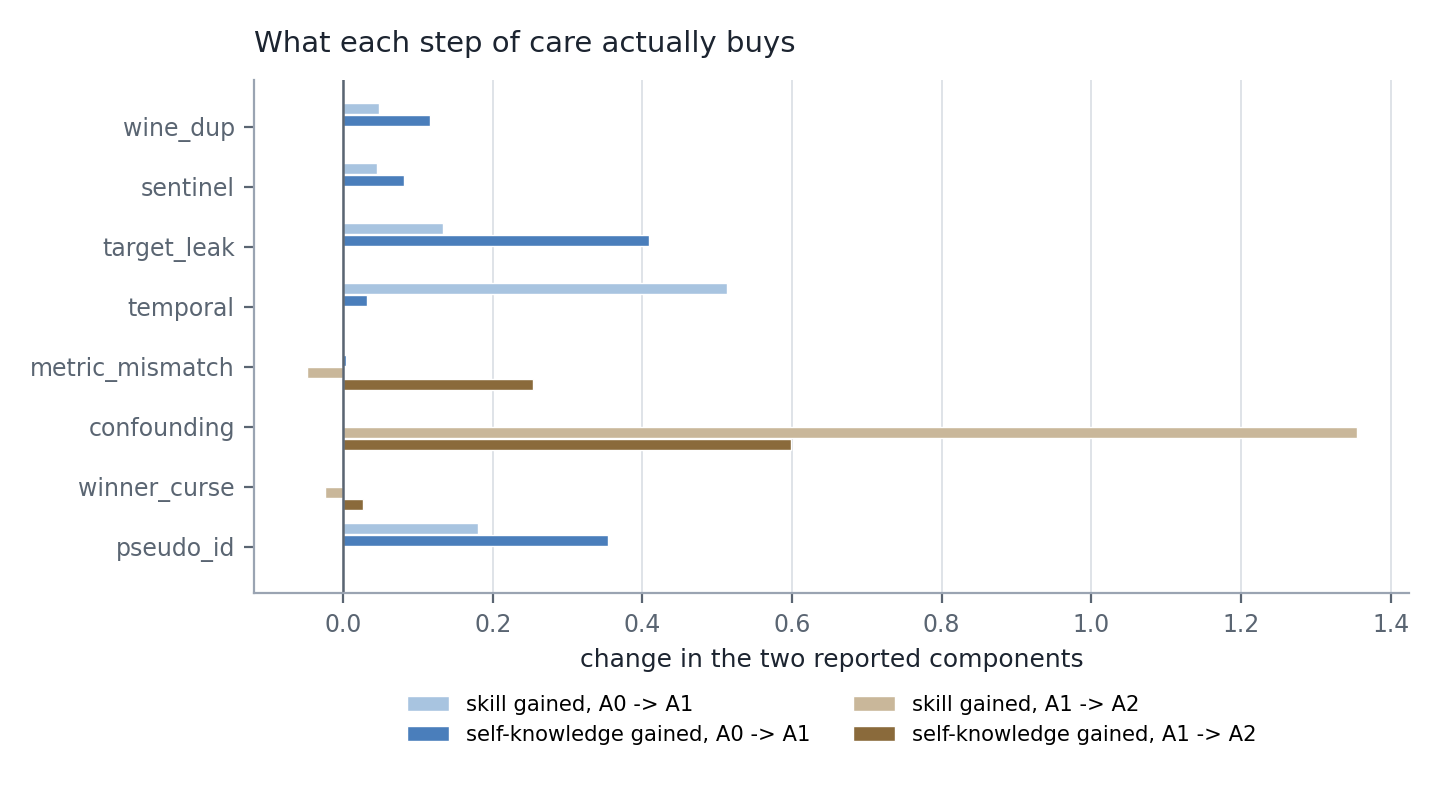 What each step of care actually buys
wine_dup
sentinel
target_leak
temporal
metric_mismatch
confounding
winner_curse
pseudo_id
0.0 0.2 0.4 0.6 0.8 1.0 1.2 1.4
change in the two reported components
skill gained, A0 -> A1
self-knowledge gained, A0 -> A1
skill gained, A1 -> A2
self-knowledge gained, A1 -> A2